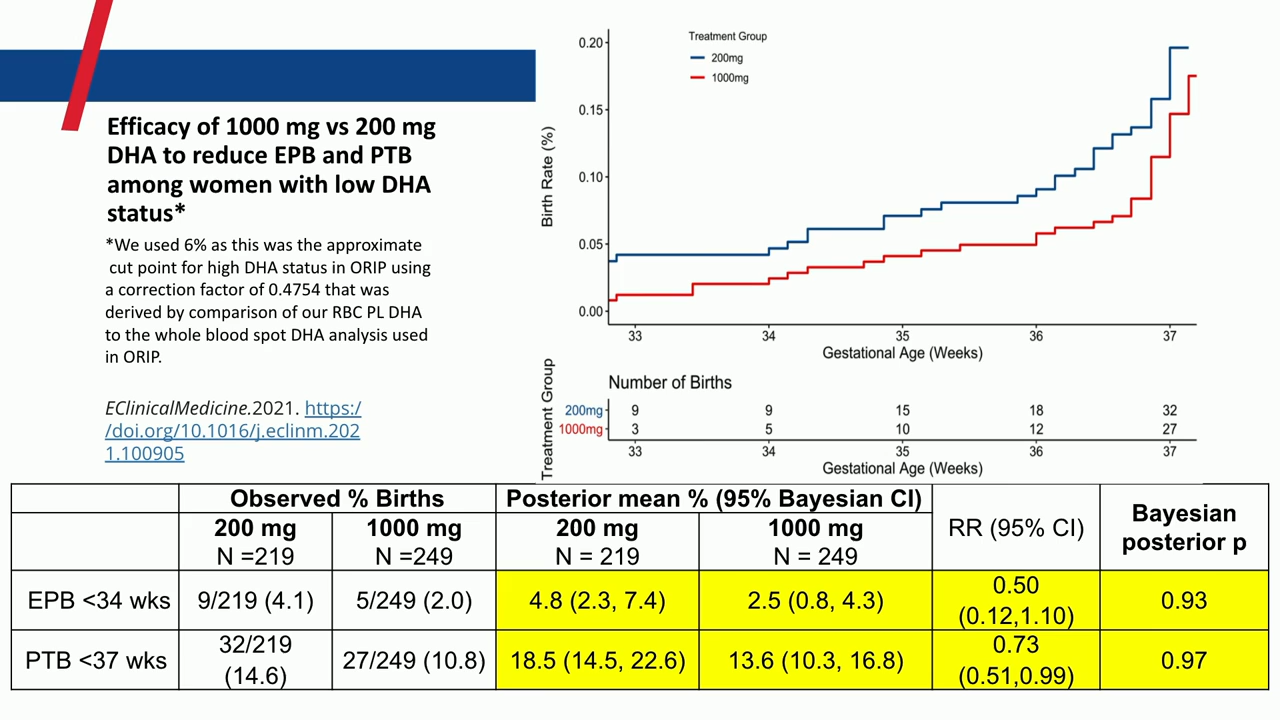 Efficacy of 1000 mg vs 200 mg
DHA to reduce EPB and PTB
among women with low DHA
status*
*We used 6% as this was the approximate
cut point for high DHA status in ORIP using
a correction factor of 0.4754 that was
derived by comparison of our RBC PL DHA
to the whole blood spot DHA analysis used
in ORIP.
EClinicalMedicine.2021. https:/
/doi.org/10.1016/j.eclinm.202
1.100905
Treatment Group
200mg
1000mg
Birth Rate (%)
0.20
0.15
0.10
0.05
0.00
33 34 35 36 37
Gestational Age (Weeks)
Number of Births
Treatment Group
200mg 9 9 15 18 32
1000mg 3 5 10 12 27
33 34 35 36 37
Gestational Age (Weeks)
Observed % Births Posterior mean % (95% Bayesian CI) RR (95% CI) Bayesian
posterior p
200 mg 1000 mg 200 mg 1000 mg
N =219 N =249 N = 219 N = 249
EPB <34 wks 9/219 (4.1) 5/249 (2.0) 4.8 (2.3, 7.4) 2.5 (0.8, 4.3) 0.50
(0.12,1.10) 0.93
PTB <37 wks 32/219
(14.6) 27/249 (10.8) 18.5 (14.5, 22.6) 13.6 (10.3, 16.8) 0.73
(0.51,0.99) 0.97